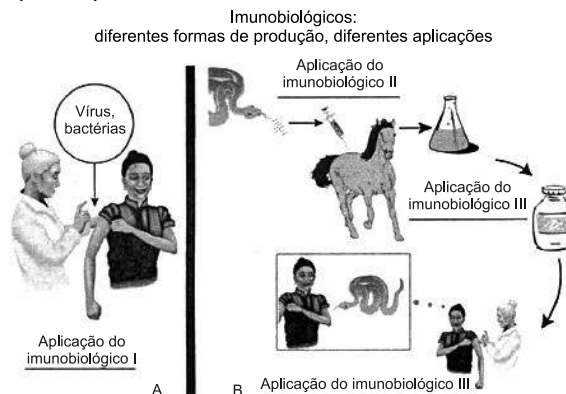 Imunobiológicos:
diferentes formas de produção, diferentes aplicações
Vírus,
bactérias
Aplicação do
imunobiológico I
A
Aplicação do
imunobiológico II
Aplicação do
imunobiológico III
B
Aplicação do imunobiológico III